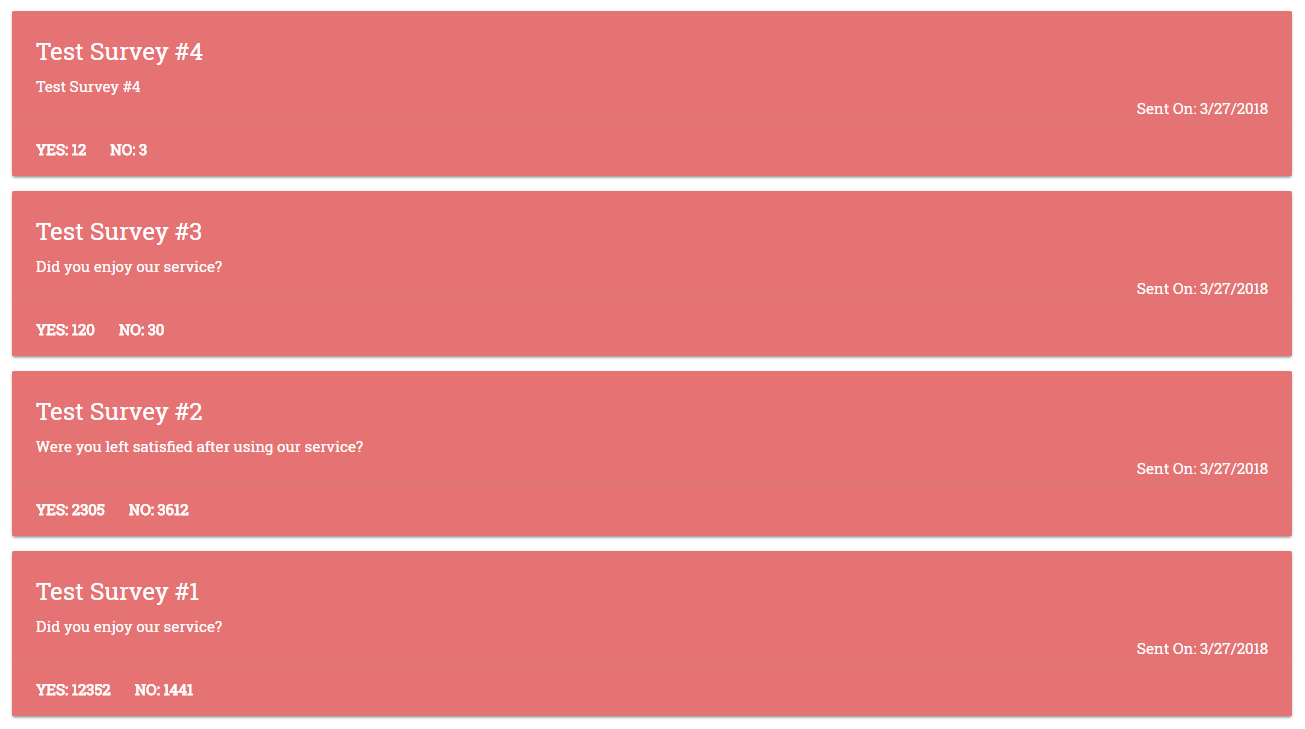 Test Survey #4
Test Survey #4
Sent On: 3/27/2018
YES: 12 NO: 3
Test Survey #3
Did you enjoy our service?
Sent On: 3/27/2018
YES: 120 NO: 30
Test Survey #2
Were you left satisfied after using our service?
Sent On: 3/27/2018
YES: 2305 NO: 3612
Test Survey #1
Did you enjoy our service?
Sent On: 3/27/2018
YES: 12352 NO: 1441